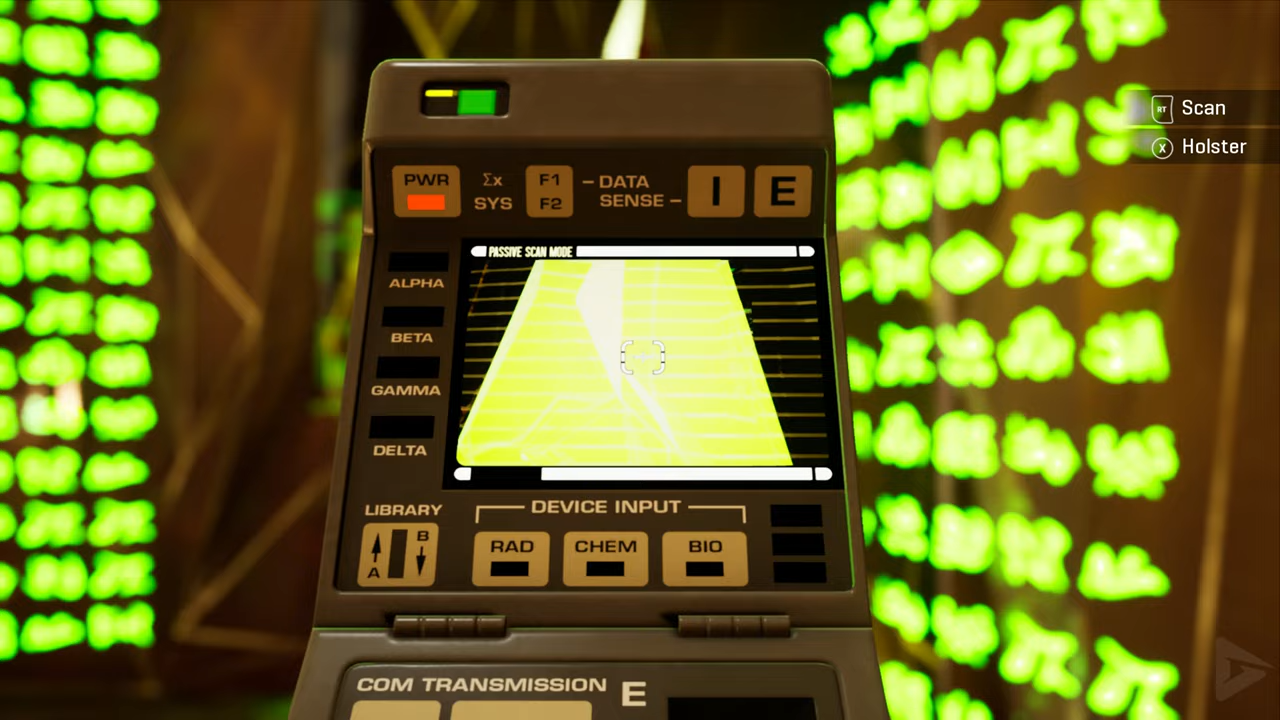 RT Scan
X Holster
PWR
Σx
SYS
F1
F2
– DATA
SENSE –
I
E
PASSIVE SCAN MODE
ALPHA
BETA
GAMMA
DELTA
LIBRARY
A
B
DEVICE INPUT
RAD
CHEM
BIO
COM TRANSMISSION E